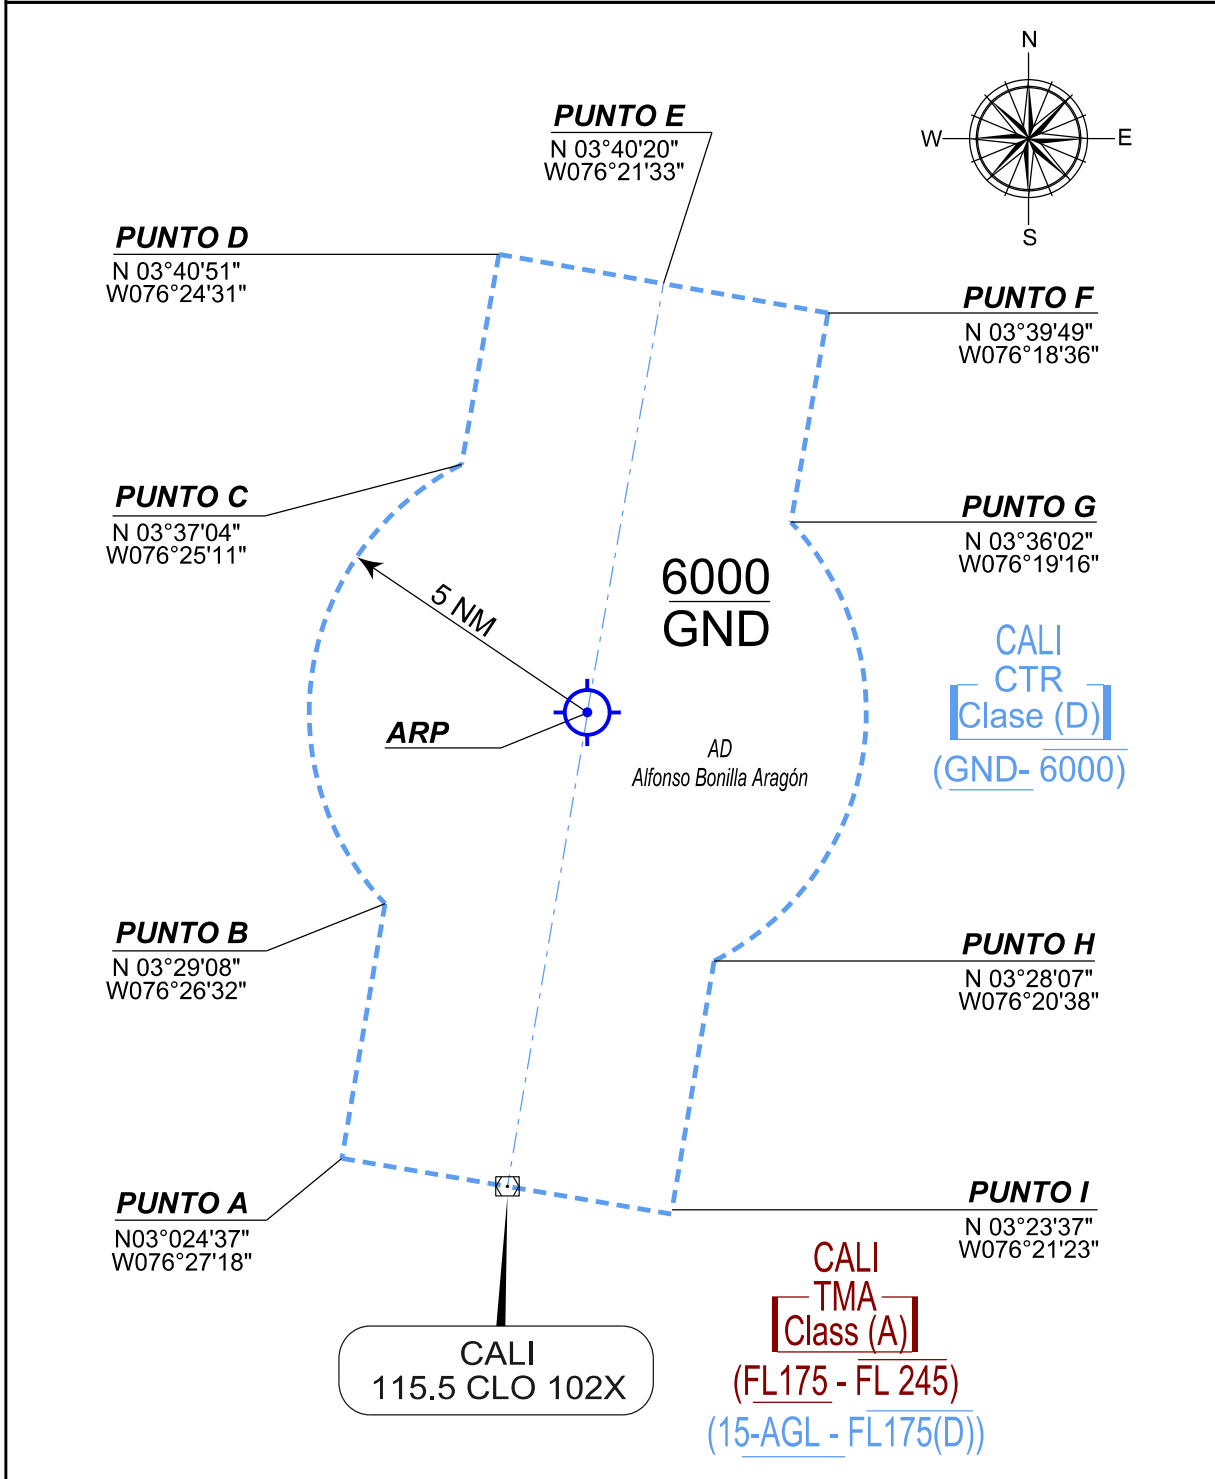 N
W
E
S
PUNTO E
N 03°40'20"
W076°21'33"
PUNTO D
N 03°40'51"
W076°24'31"
PUNTO F
N 03°39'49"
W076°18'36"
PUNTO C
N 03°37'04"
W076°25'11"
PUNTO G
N 03°36'02"
W076°19'16"
5 NM
6000
GND
CALI
CTR
Clase (D)
(GND- 6000)
ARP
AD
Alfonso Bonilla Aragón
PUNTO B
N 03°29'08"
W076°26'32"
PUNTO H
N 03°28'07"
W076°20'38"
PUNTO A
N03°024'37"
W076°27'18"
PUNTO I
N 03°23'37"
W076°21'23"
CALI
115.5 CLO 102X
CALI
TMA
Class (A)
(FL175 - FL 245)
(15-AGL - FL175(D))